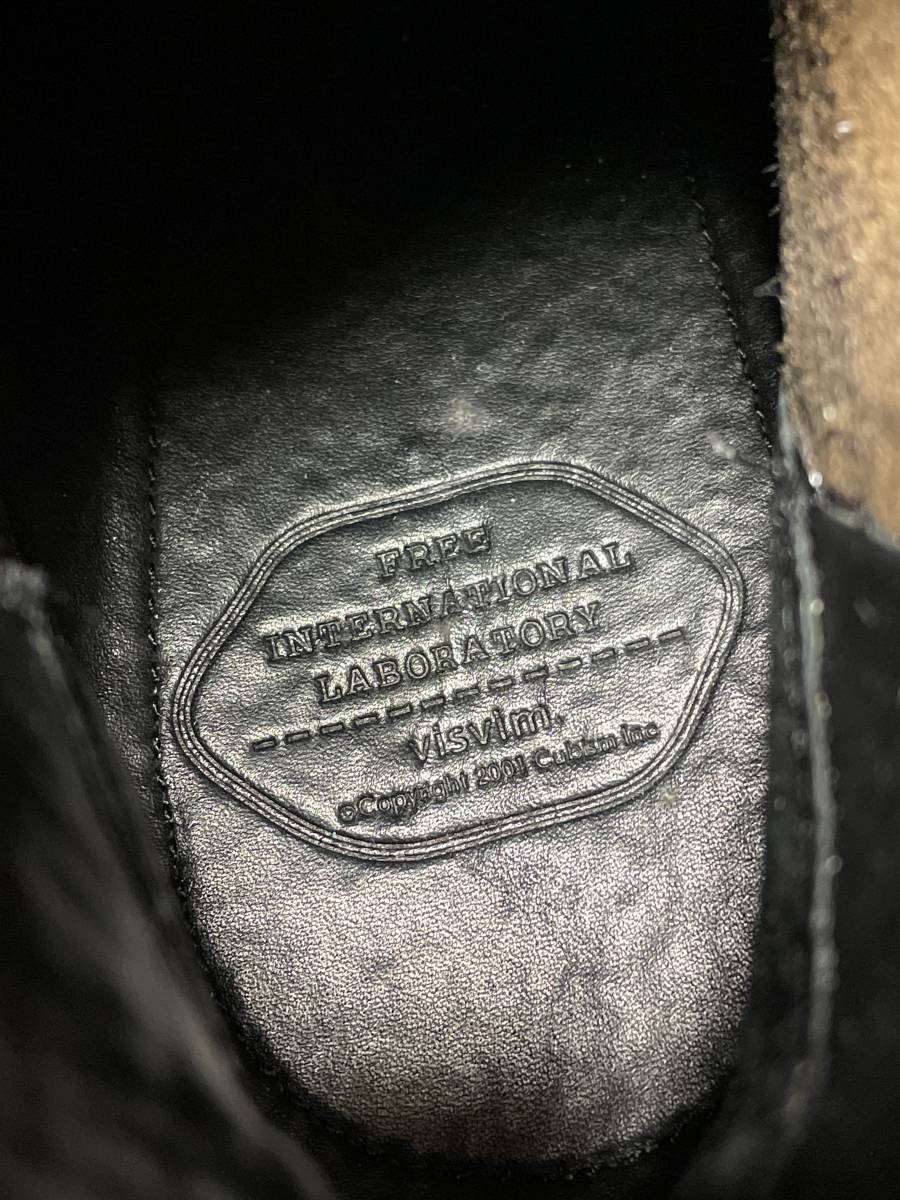 FREE
INTERNATIONAL
LABORATORY
visvim.
©Copyright 2001 Cubism Inc